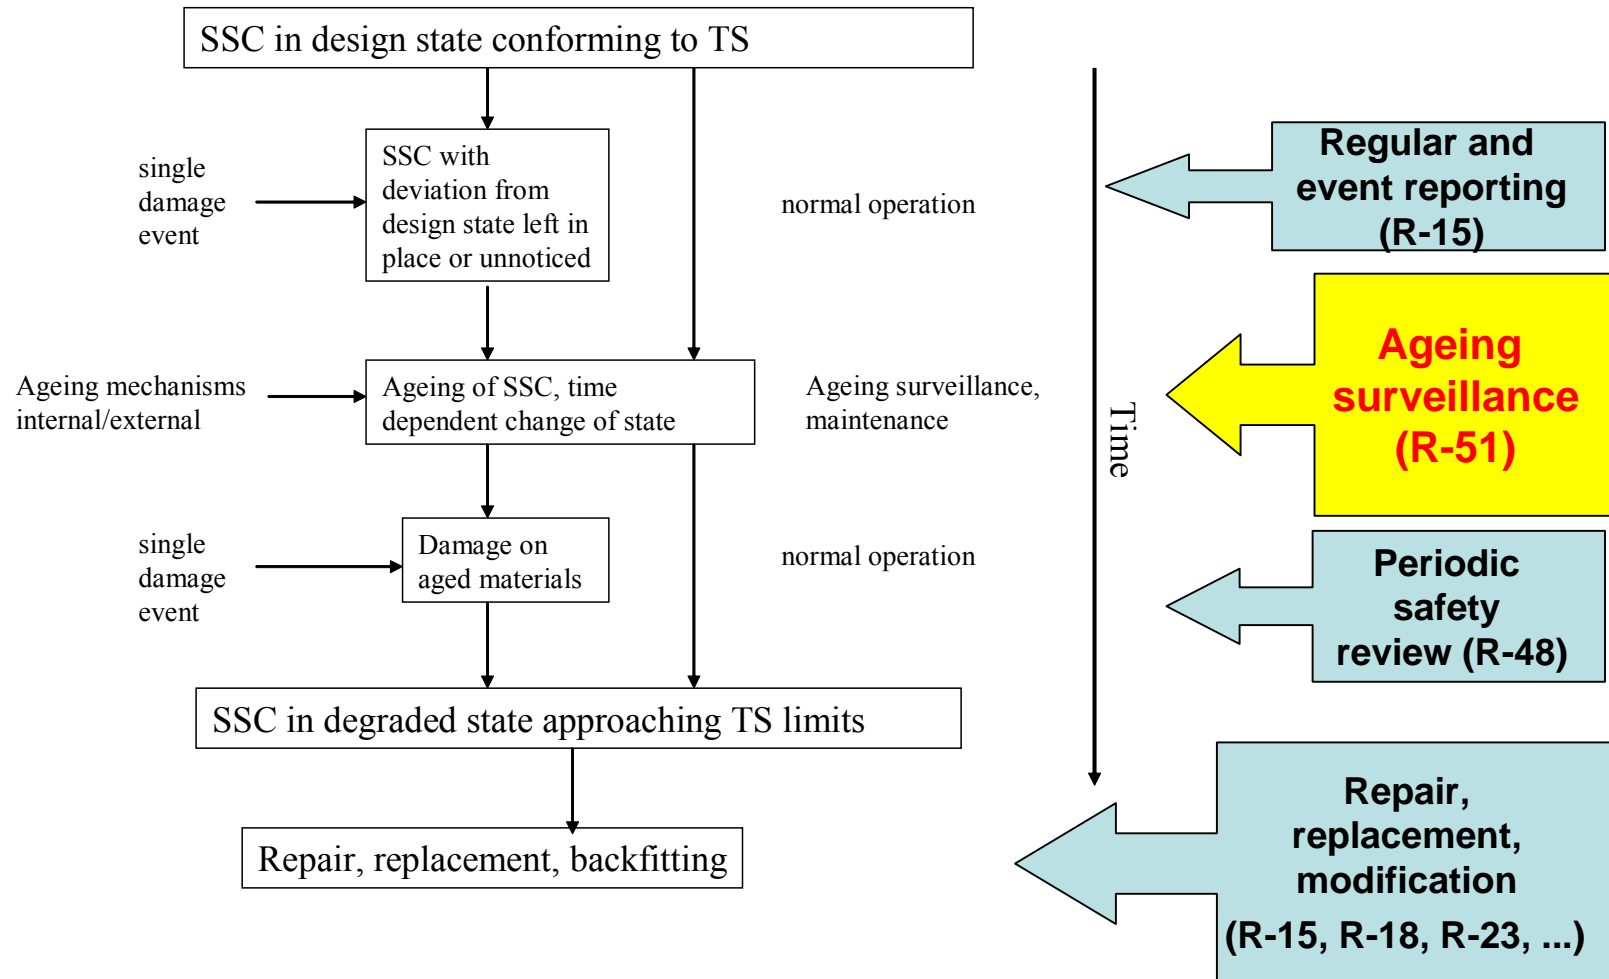 SSC in design state conforming to TS
single
damage
event
SSC with
deviation from
design state left in
place or unnoticed
normal operation
Ageing mechanisms
internal/external
Ageing of SSC, time
dependent change of state
Ageing surveillance,
maintenance
single
damage
event
Damage on
aged materials
normal operation
SSC in degraded state approaching TS limits
Repair, replacement, backfitting
Time
Regular and
event reporting
(R-15)
Ageing
surveillance
(R-51)
Periodic
safety
review (R-48)
Repair,
replacement,
modification
(R-15, R-18, R-23, ...)